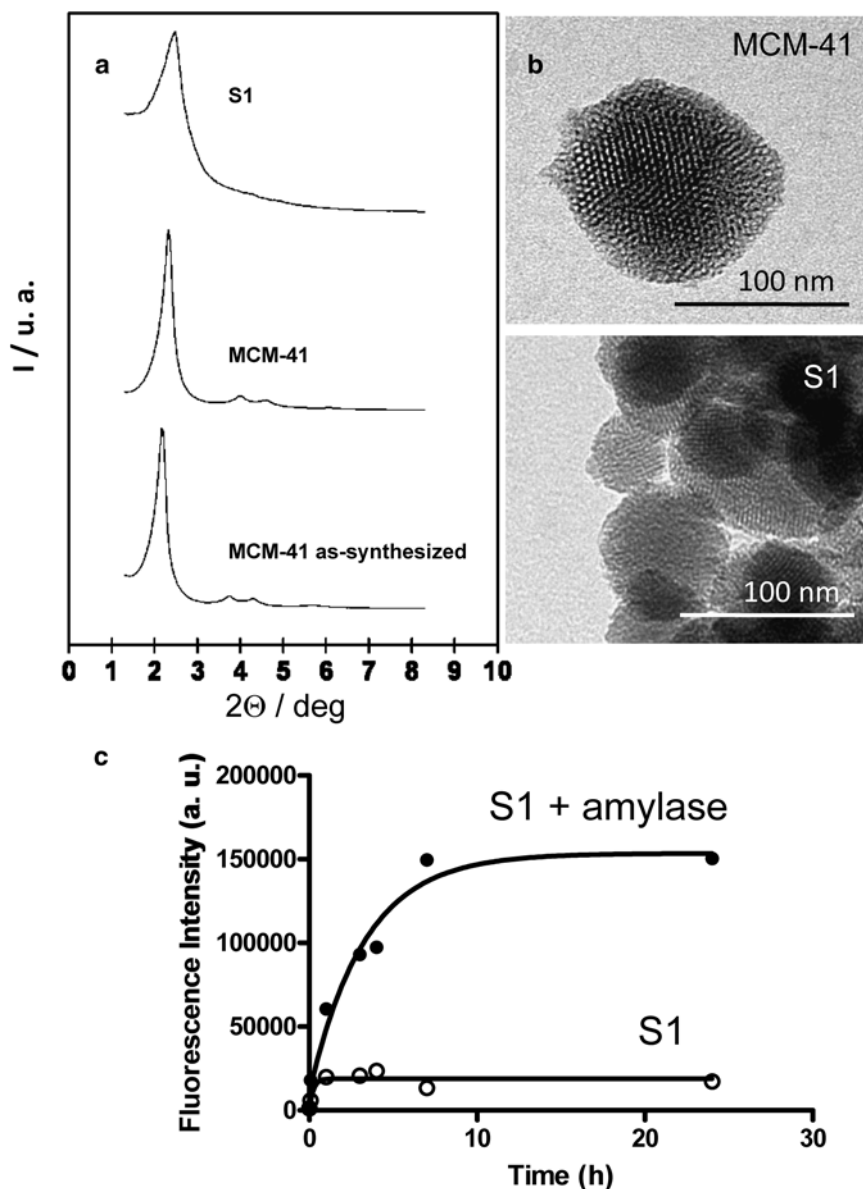 a
S1
MCM-41
MCM-41 as-synthesized
I / u. a.
0 1 2 3 4 5 6 7 8 9 10
2Θ / deg
b
MCM-41
100 nm
S1
100 nm
c
200000
150000
100000
50000
0
Fluorescence Intensity (a. u.)
S1 + amylase
S1
0 10 20 30
Time (h)